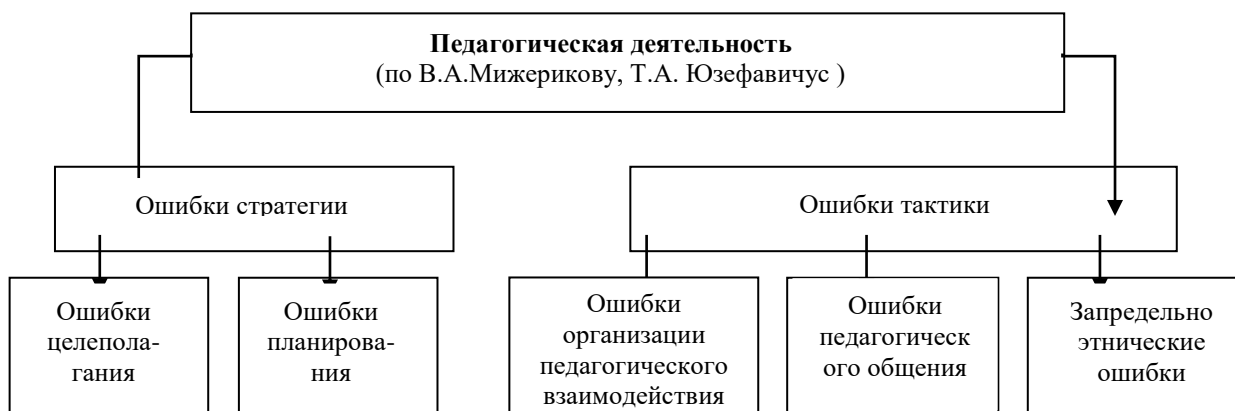 Педагогическая деятельность
(по В.А.Мижерикову, Т.А. Юзефавичус )
Ошибки стратегии
Ошибки тактики
Ошибки
целепола-
гания
Ошибки
планирова-
ния
Ошибки
организации
педагогического
взаимодействия
Ошибки
педагогическ
ого общения
Запредельно
этнические
ошибки